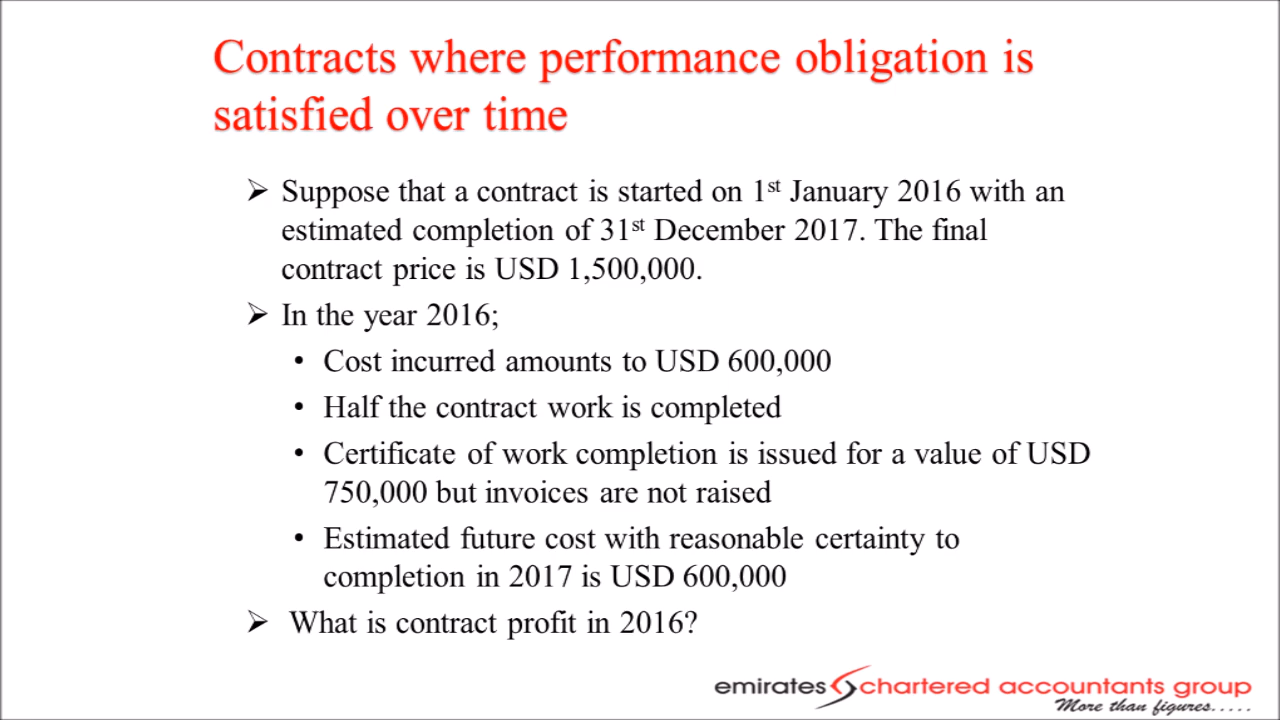 Contracts where performance obligation is
satisfied over time
➢ Suppose that a contract is started on 1st January 2016 with an
estimated completion of 31st December 2017. The final
contract price is USD 1,500,000.
➢ In the year 2016;
• Cost incurred amounts to USD 600,000
• Half the contract work is completed
• Certificate of work completion is issued for a value of USD
750,000 but invoices are not raised
• Estimated future cost with reasonable certainty to
completion in 2017 is USD 600,000
➢ What is contract profit in 2016?
emirates chartered accountants group
More than figures.....